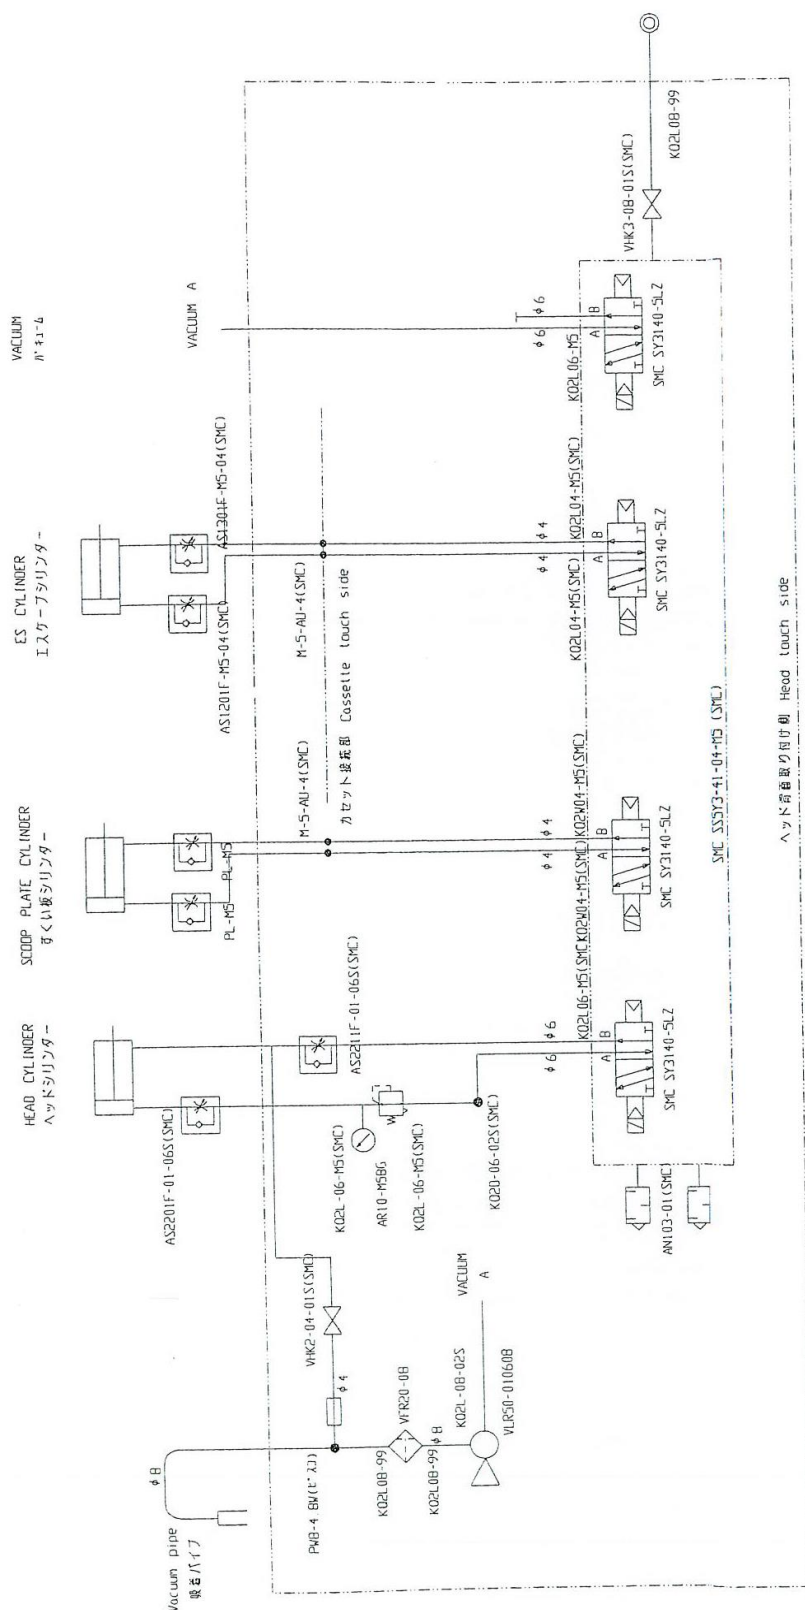 Vacuum pipe
吸着パイプ
HEAD CYLINDER
ヘッドシリンダー
SCOOP PLATE CYLINDER
すくい板シリンダー
ES CYLINDER
エスケープシリンダー
VACUUM
バキューム
φ8
AS2201F-01-06S(SMC)
PL-M5
PL-M5
AS1201F-M5-04(SMC)
AS1301F-M5-04(SMC)
VACUUM A
VHK2-04-01S(SMC)
AS2211F-01-06S(SMC)
M-5-AU-4(SMC)
M-5-AU-4(SMC)
カセット接続部 Cassette touch side
PW8-4 BW(ピスコ)
φ4
KQ2L-06-M5(SMC)
AR10-M5BG
KQ2L-06-M5(SMC)
KQ2L08-99
VFR20-08
KQ2L08-99
φ8
KQ2L-08-02S
VLR50-01060B
VACUUM
A
KQ2D-06-02S(SMC)
φ6
φ6
φ4
φ4
φ4
φ4
φ6
φ6
KQ2L06-M5(SMC
KQ2W04-M5(SMC)
KQ2W04-M5(SMC)
KQ2L04-M5(SMC)
KQ2L04-M5(SMC)
KQ2L06-M5
A B
A B
A B
A B
SMC SY3140-5LZ
SMC SY3140-5LZ
SMC SY3140-5LZ
SMC SY3140-5LZ
VHK3-08-01S(SMC)
KQ2L08-99
AN103-01(SMC)
SMC SS5Y3-41-04-M5 (SMC)
ヘッド背面取り付け側 Head touch side